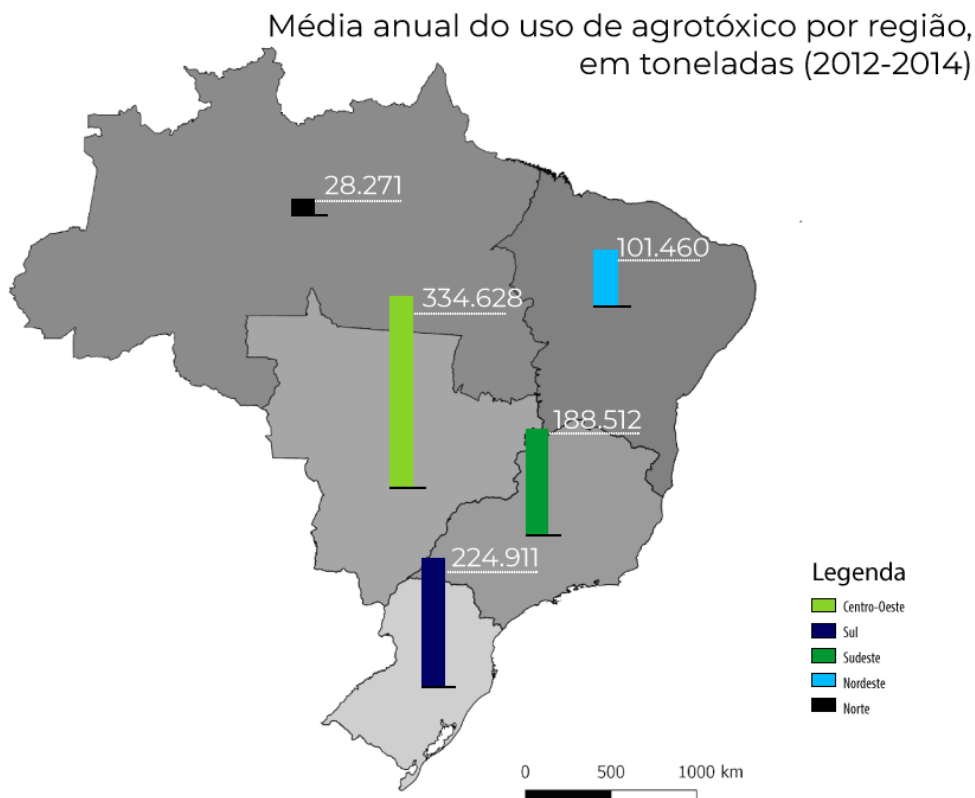 Média anual do uso de agrotóxico por região,
em toneladas (2012-2014)
28.271
101.460
334.628
188.512
224.911
Legenda
Centro-Oeste
Sul
Sudeste
Nordeste
Norte
0 500 1000 km